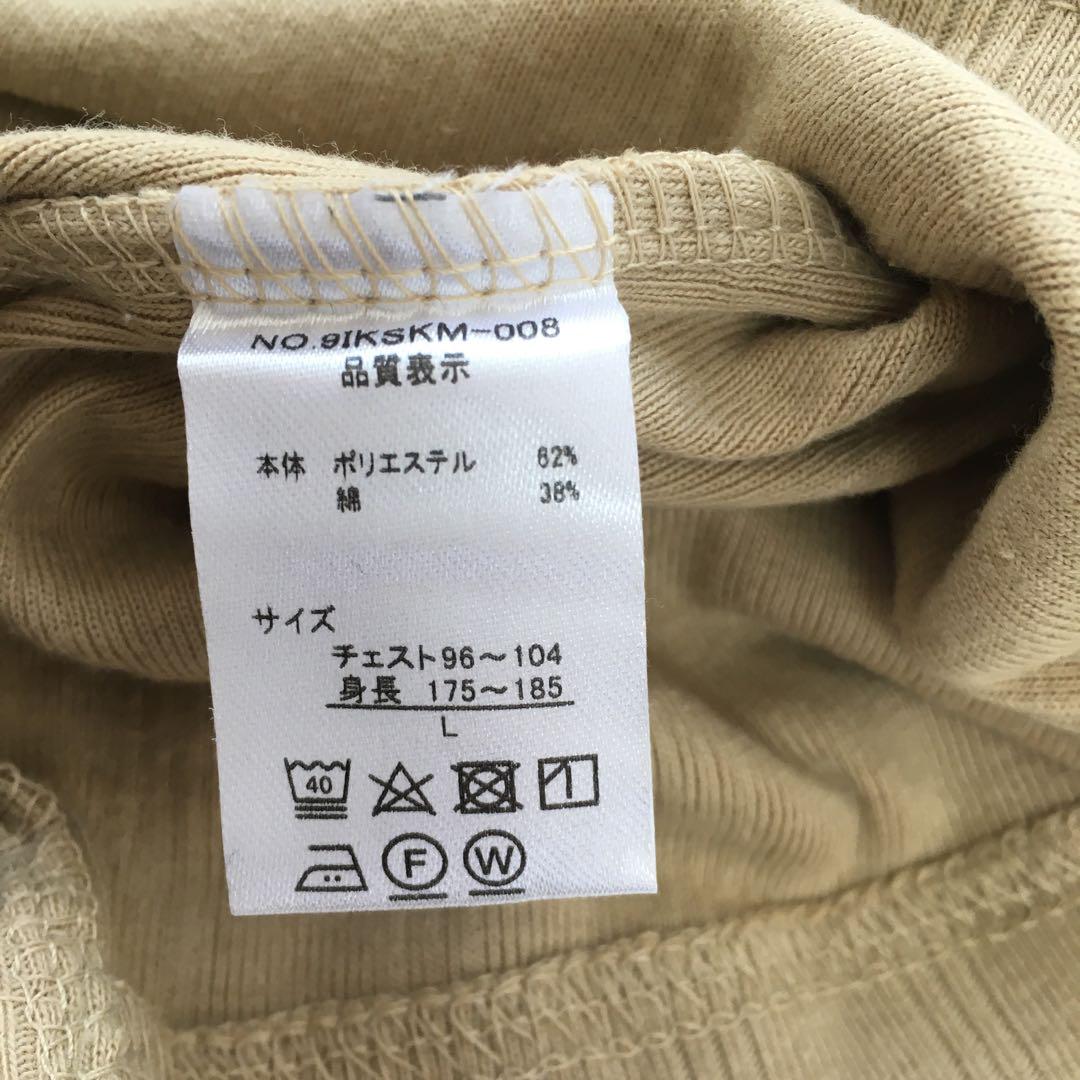 NO.9IKSKM-008
品質表示
本体 ポリエステル 62%
綿 38%
サイズ
チェスト96〜104
身長 175〜185
L
40
F W